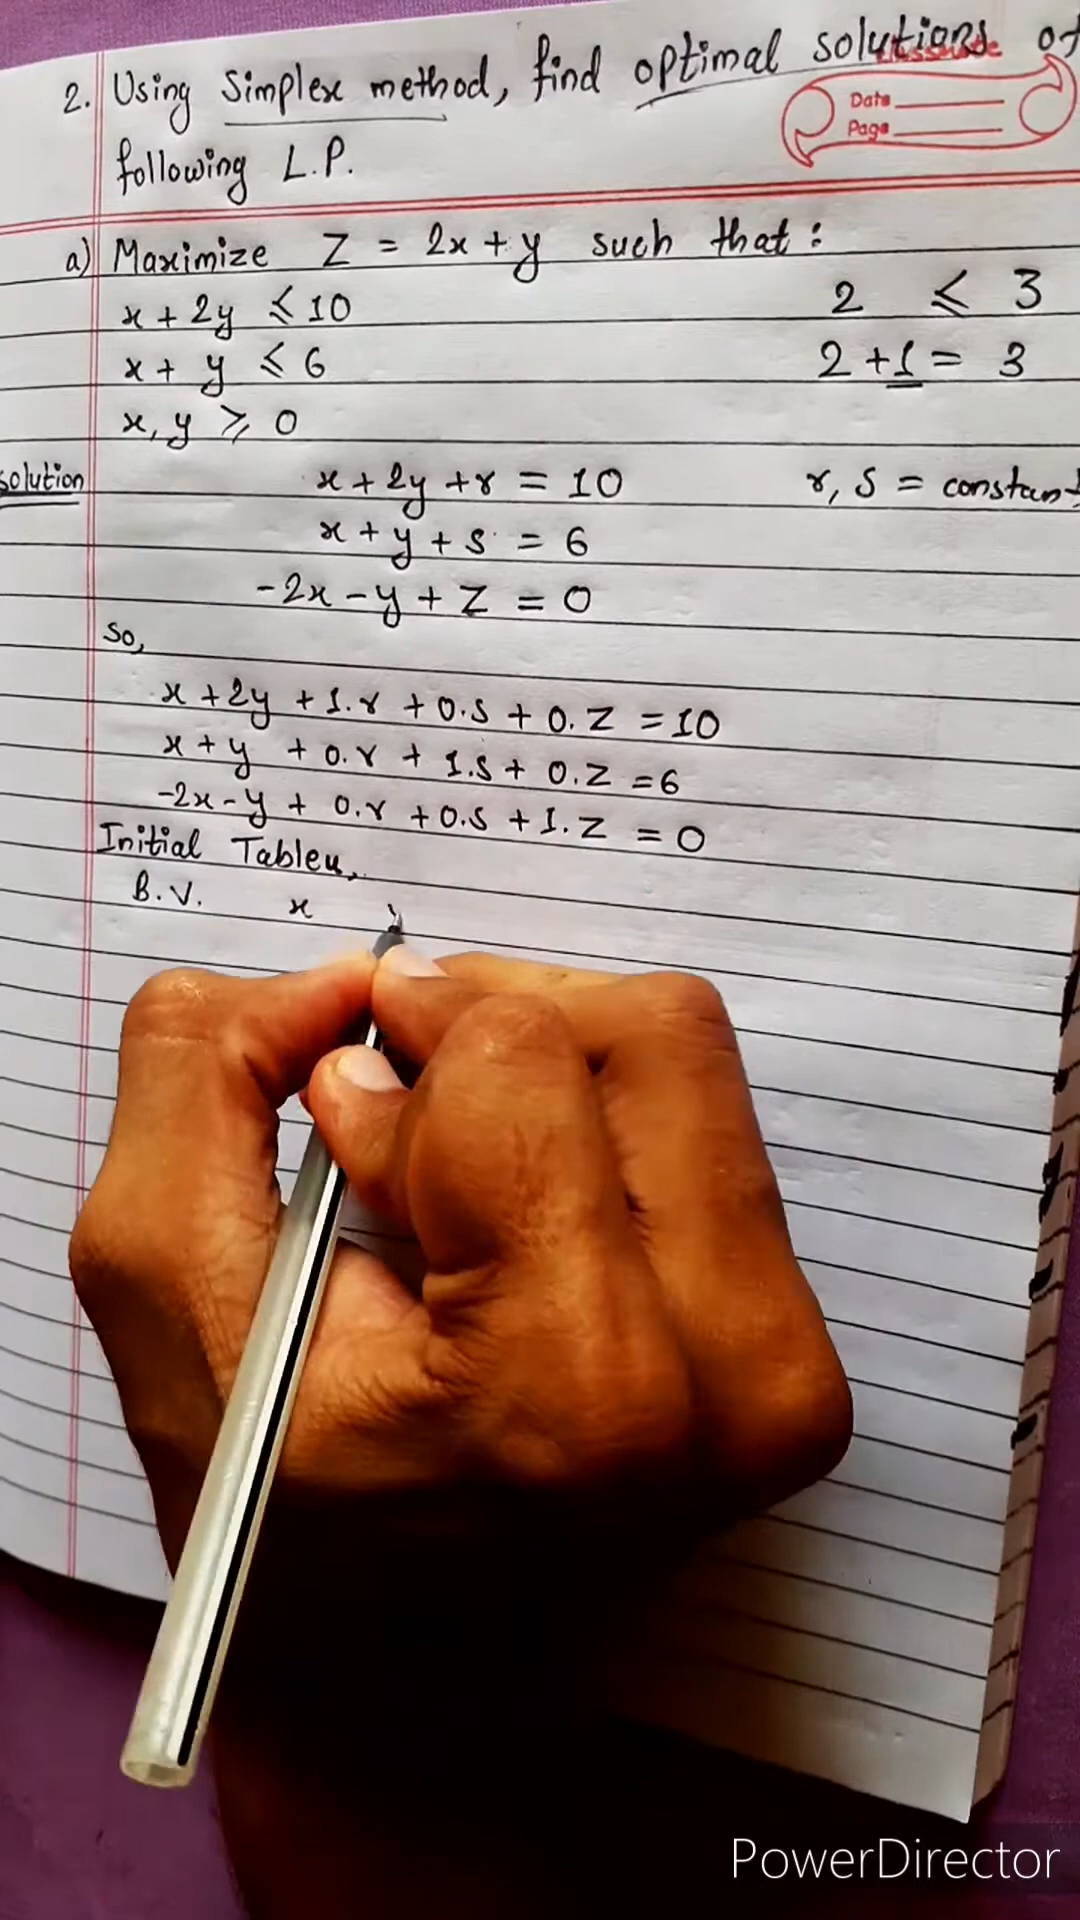 2. Using Simplex method, find optimal solutions of
Date
Page
following L.P.
a) Maximize Z = 2x + y such that :
x + 2y ⩽ 10
2 ⩽ 3
x + y ⩽ 6
2 + 1 = 3
x, y ⩾ 0
solution
x + 2y + r = 10
r, s = constant
x + y + s = 6
-2x - y + Z = 0
So,
x + 2y + 1.r + 0.s + 0.Z = 10
x + y + 0.r + 1.s + 0.Z = 6
-2x - y + 0.r + 0.s + 1.Z = 0
Initial Tableu,
B.V. x
PowerDirector